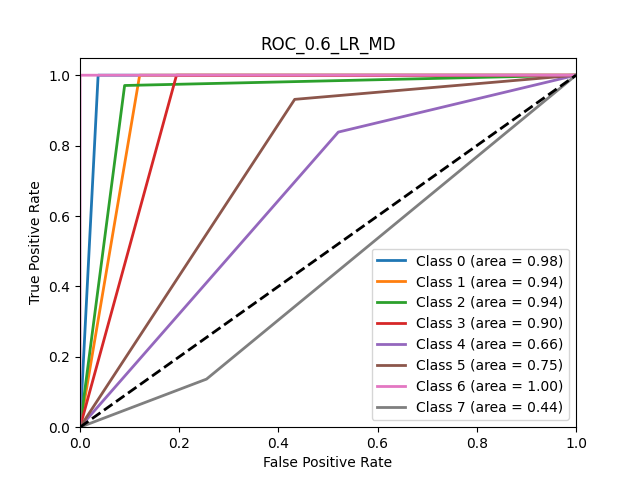 ROC_0.6_LR_MD
True Positive Rate
1.0
0.8
0.6
0.4
0.2
0.0
Class 0 (area = 0.98)
Class 1 (area = 0.94)
Class 2 (area = 0.94)
Class 3 (area = 0.90)
Class 4 (area = 0.66)
Class 5 (area = 0.75)
Class 6 (area = 1.00)
Class 7 (area = 0.44)
0.0 0.2 0.4 0.6 0.8 1.0
False Positive Rate